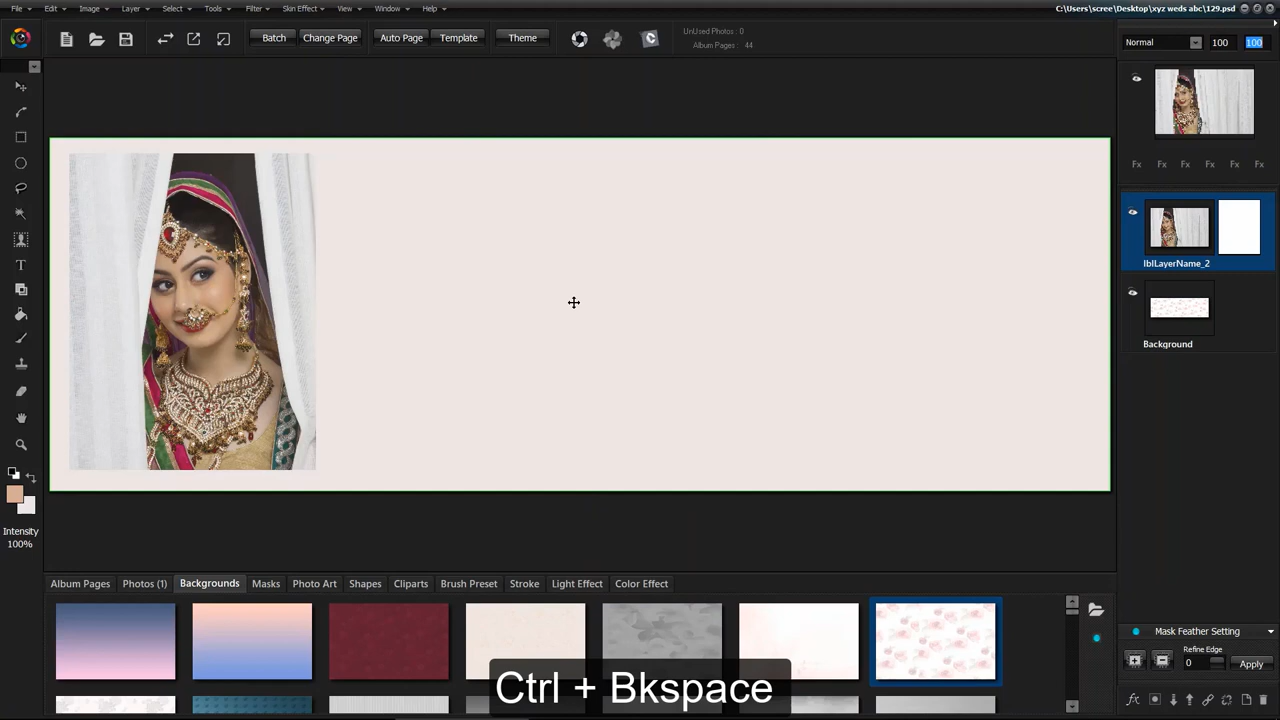 File Edit Image Layer Select Tools Filter Skin Effect View Window Help C:\Users\scree\Desktop\xyz weds abc\129.psd
Batch Change Page Auto Page Template Theme
UnUsed Photos : 0
Album Pages : 44
Normal 100 100
Fx Fx Fx Fx Fx Fx
lblLayerName_2
Background
Intensity
100%
Album Pages Photos (1) Backgrounds Masks Photo Art Shapes Cliparts Brush Preset Stroke Light Effect Color Effect
Mask Feather Setting
Refine Edge
0 Apply
Ctrl + Bkspace